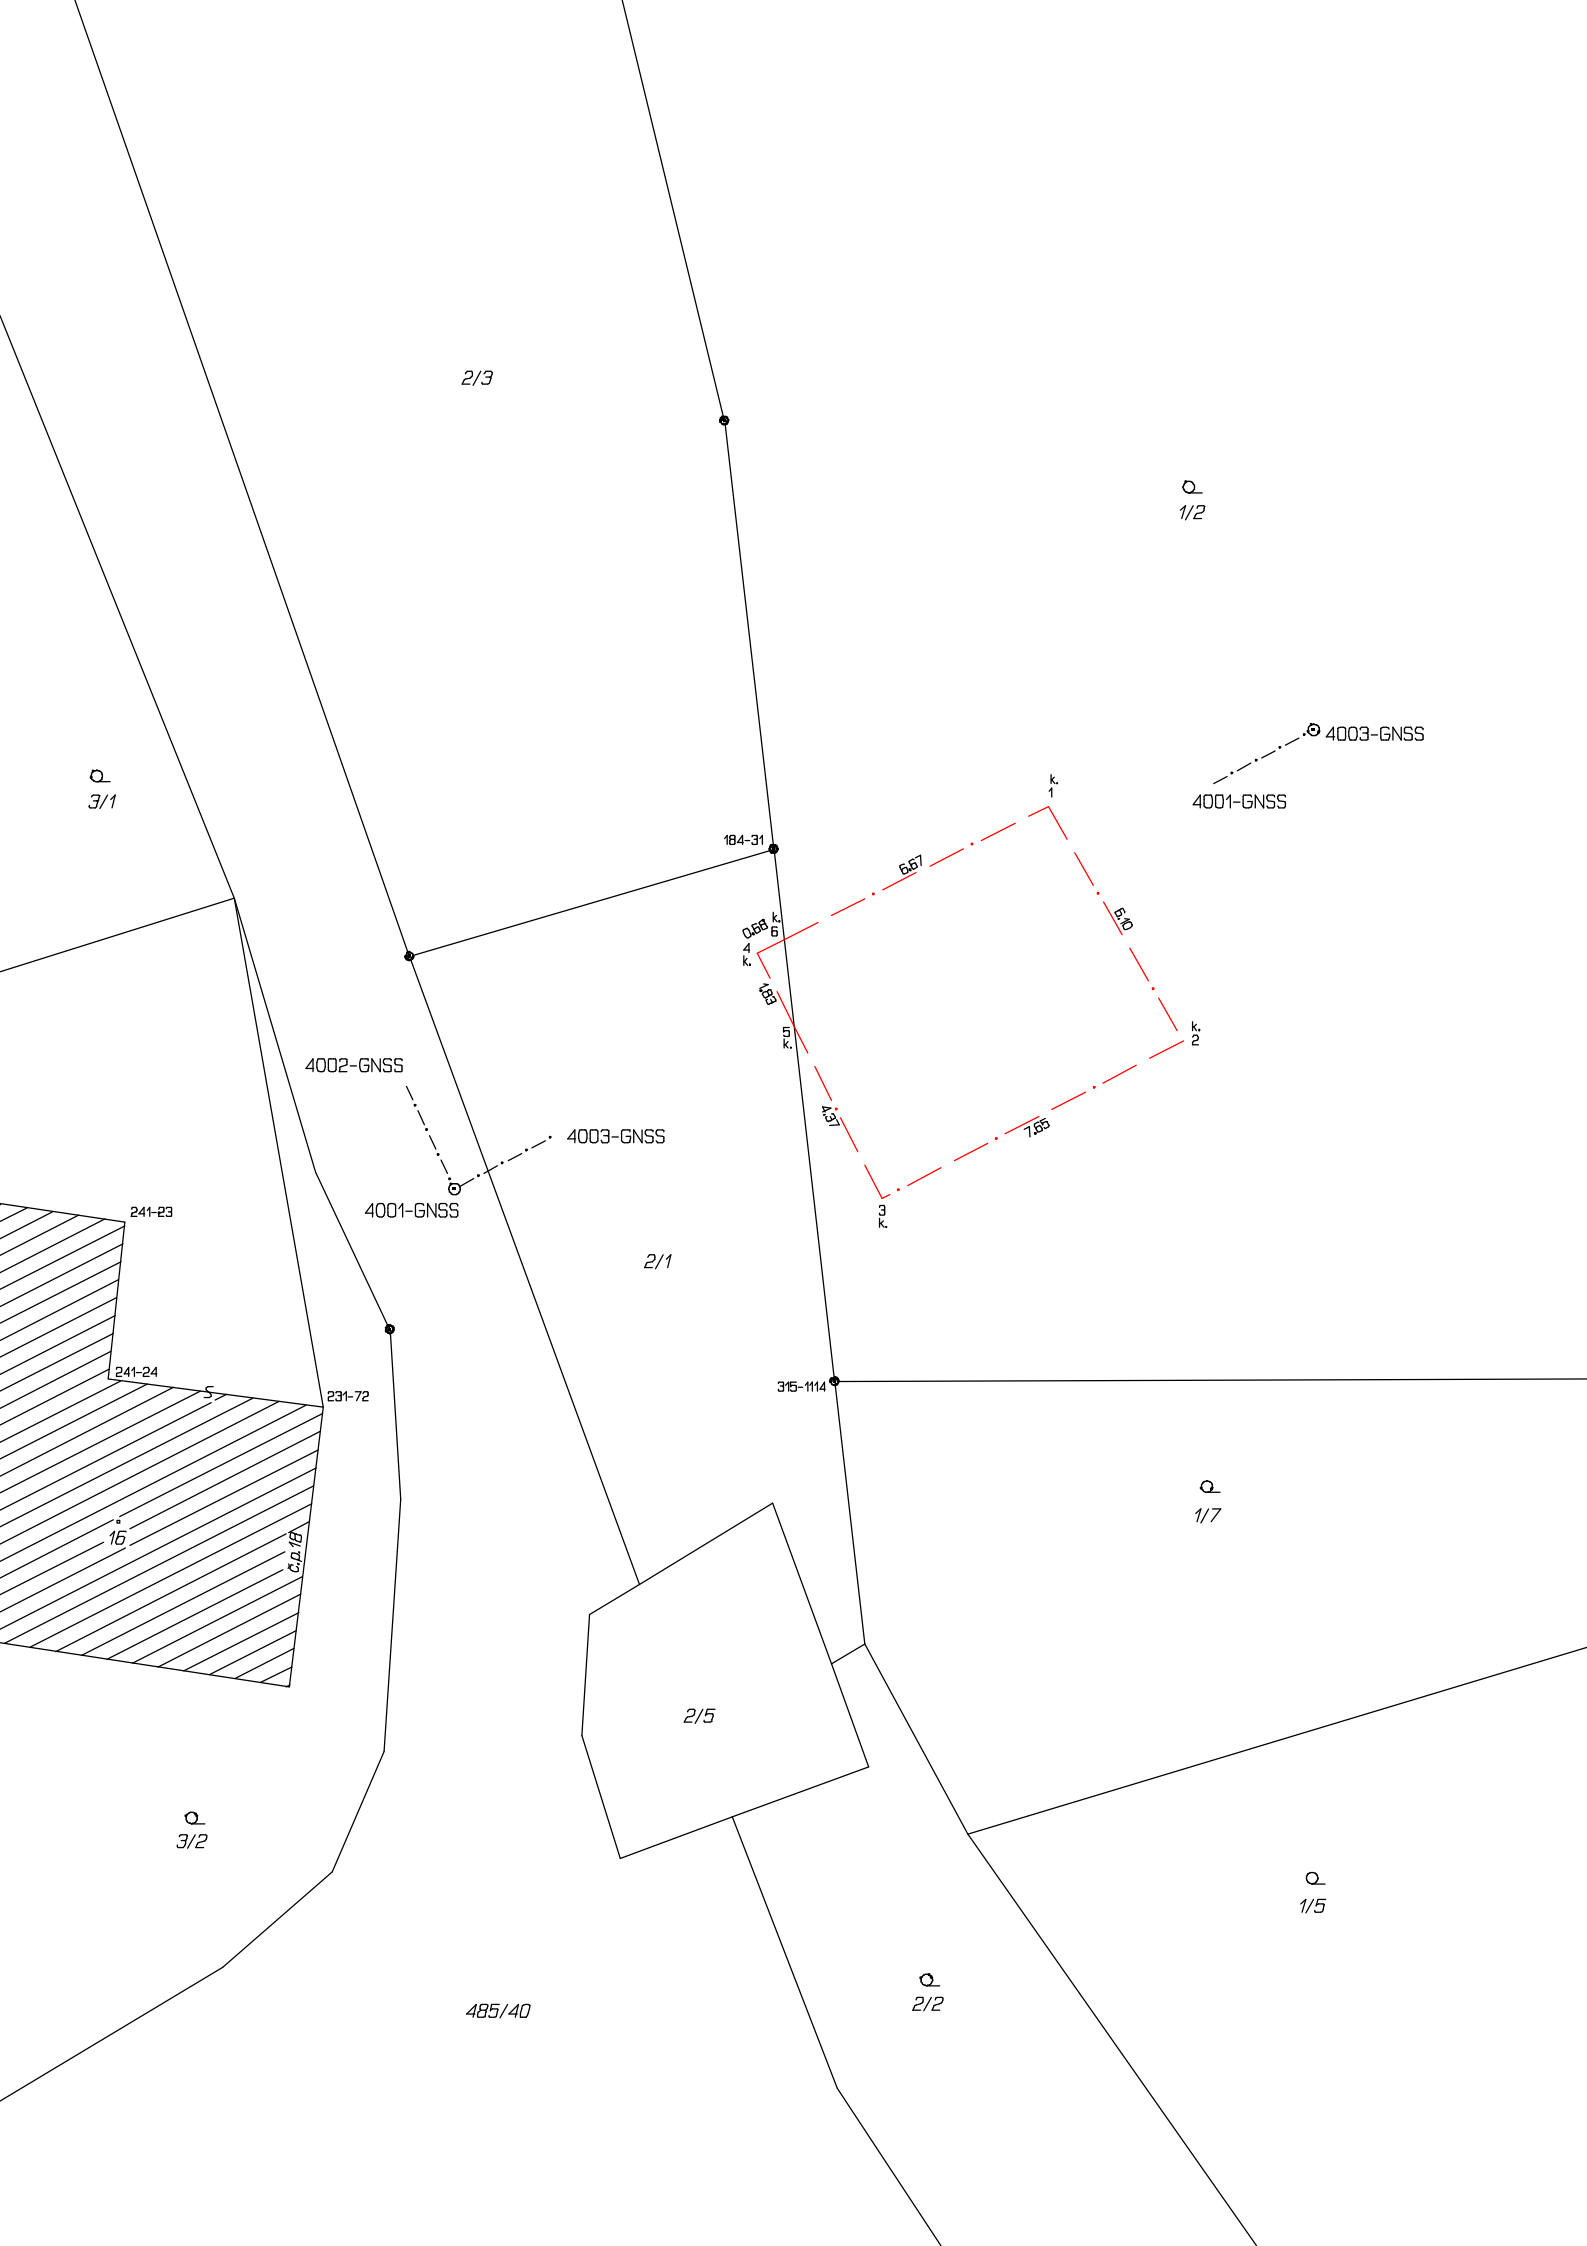 2/3
1/2
4003-GNSS
4001-GNSS
k.
1
3/1
184-31
6.67
6.10
0.68
k.
6
4
k.
1.83
5
k.
k.
2
4002-GNSS
4.37
7.65
4003-GNSS
4001-GNSS
3
k.
241-23
2/1
241-24
S
231-72
315-1114
1/7
16
č.p.18
2/5
3/2
1/5
2/2
485/40